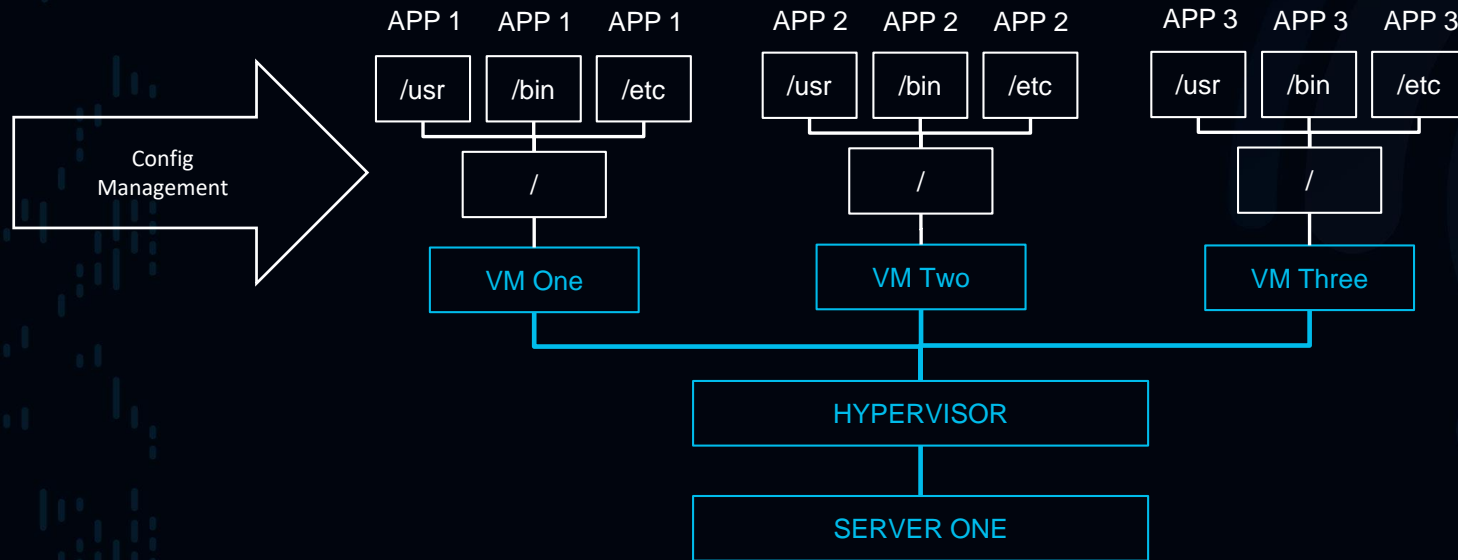 APP 1 APP 1 APP 1 APP 2 APP 2 APP 2 APP 3 APP 3 APP 3
/usr /bin /etc /usr /bin /etc /usr /bin /etc
Config
Management
/ / /
VM One VM Two VM Three
HYPERVISOR
SERVER ONE